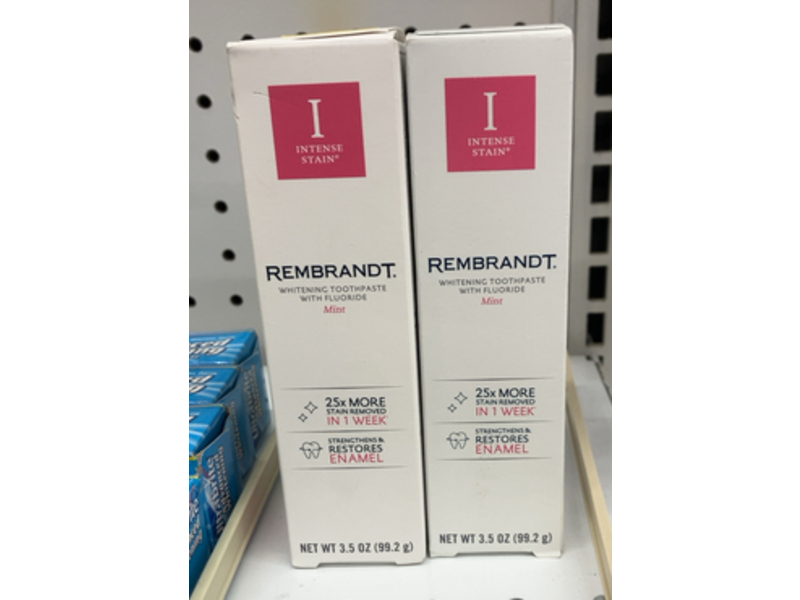 I
INTENSE
STAIN®
REMBRANDT.
WHITENING TOOTHPASTE
WITH FLUORIDE
Mint
25x MORE
STAIN REMOVED
IN 1 WEEK*
STRENGTHENS &
RESTORES
ENAMEL
NET WT 3.5 OZ (99.2 g)
I
INTENSE
STAIN®
REMBRANDT.
WHITENING TOOTHPASTE
WITH FLUORIDE
Mint
25x MORE
STAIN REMOVED
IN 1 WEEK*
STRENGTHENS &
RESTORES
ENAMEL
NET WT 3.5 OZ (99.2 g)